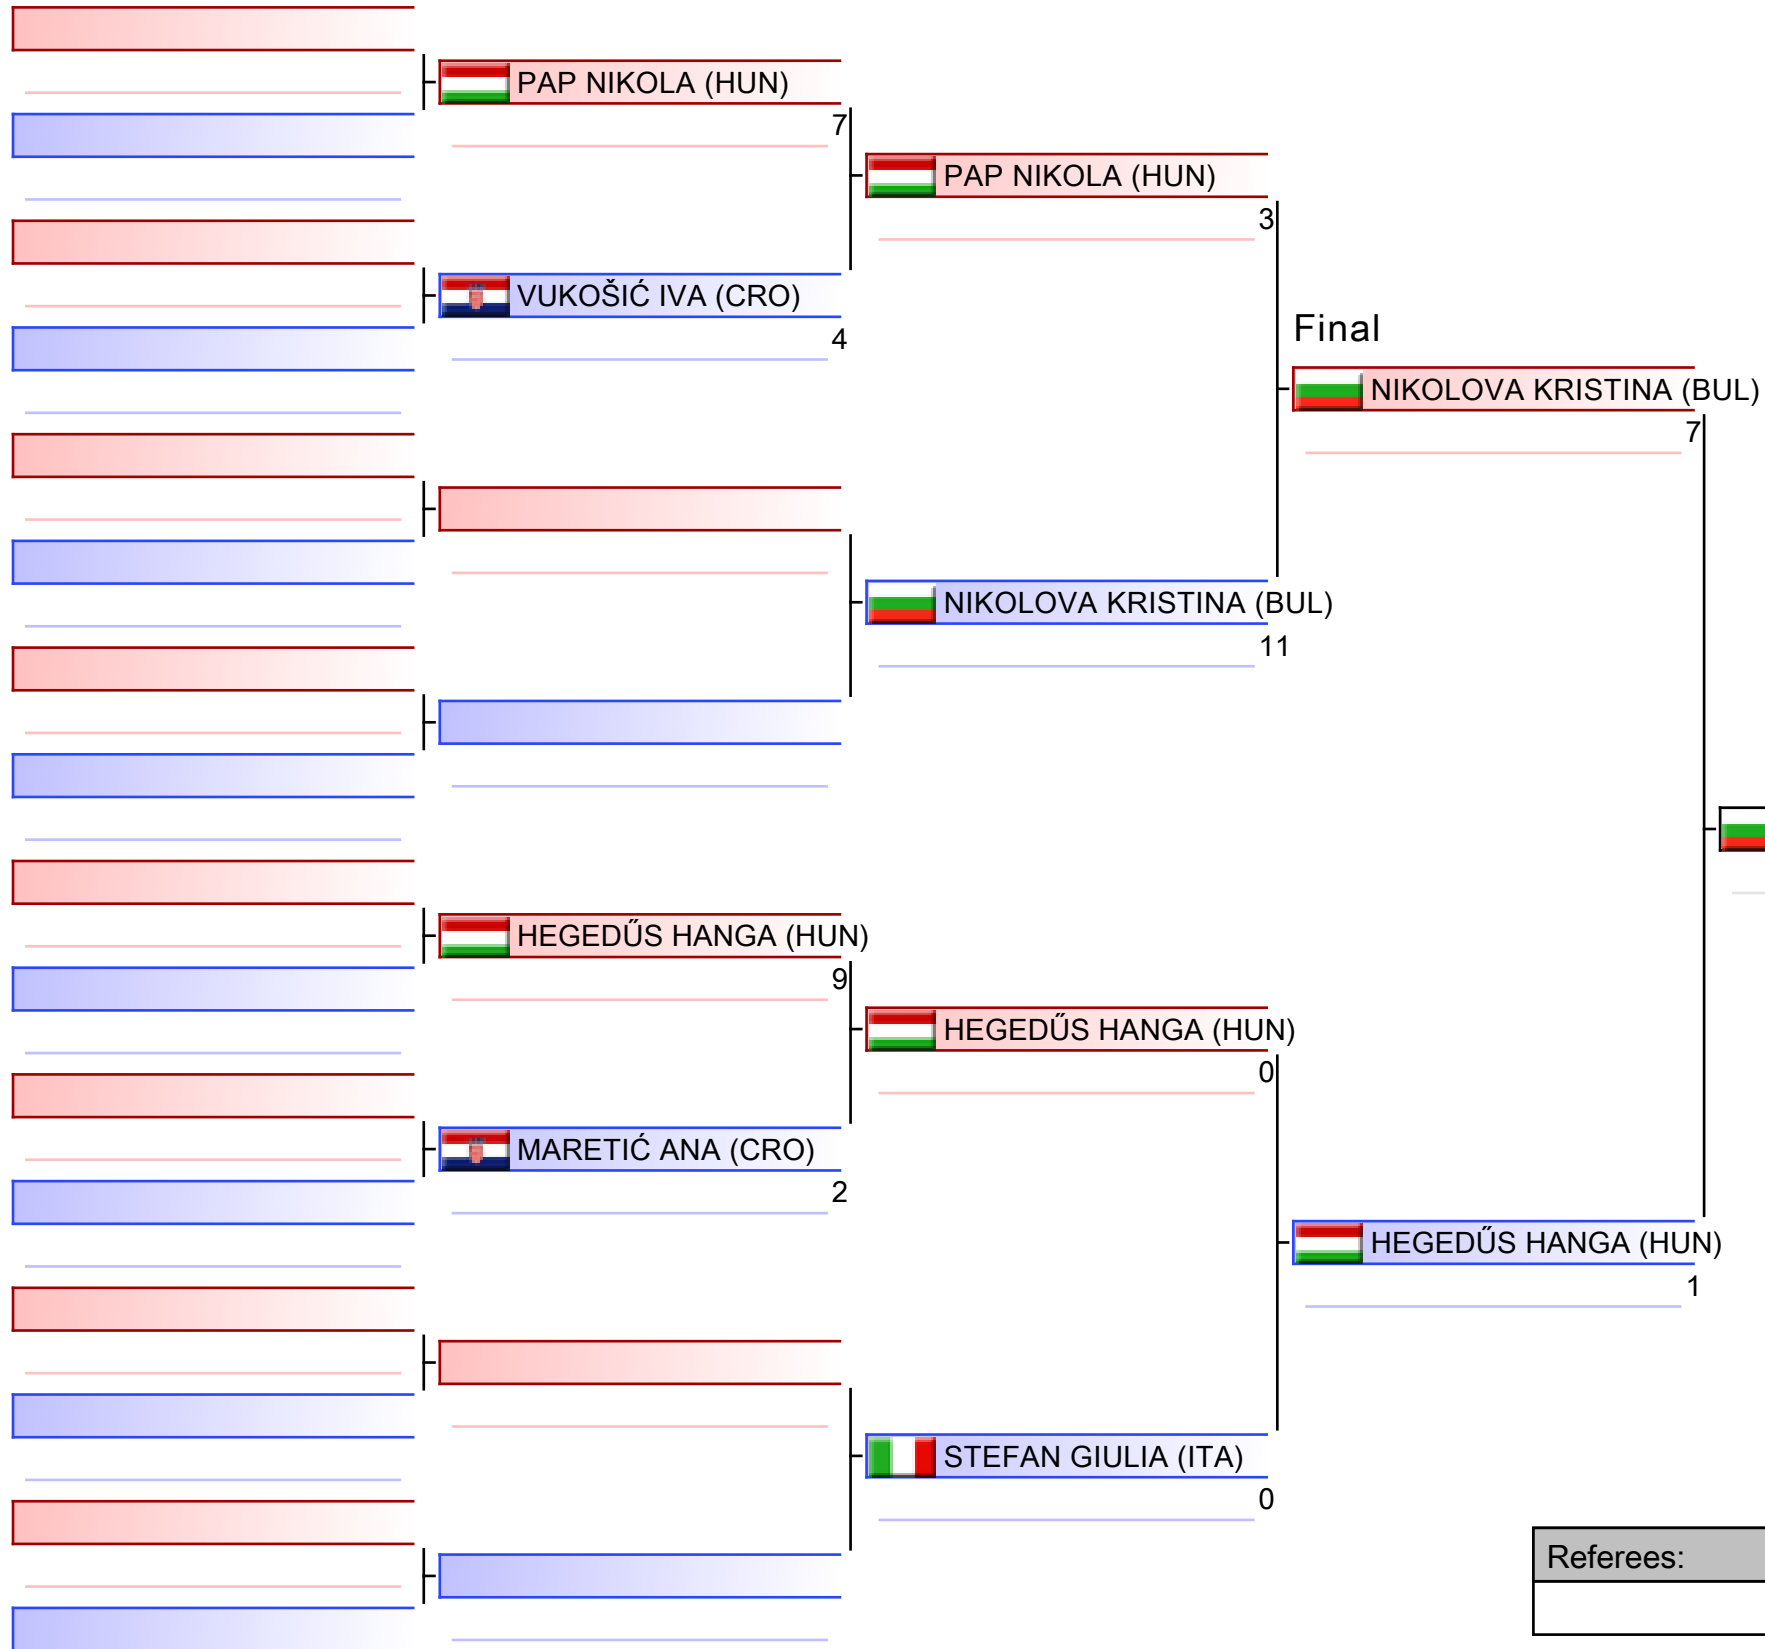 PAP NIKOLA (HUN)
7
PAP NIKOLA (HUN)
3
VUKOŠIĆ IVA (CRO)
4
Final
NIKOLOVA KRISTINA (BUL)
7
NIKOLOVA KRISTINA (BUL)
11
HEGEDŰS HANGA (HUN)
9
HEGEDŰS HANGA (HUN)
0
MARETIĆ ANA (CRO)
2
HEGEDŰS HANGA (HUN)
1
STEFAN GIULIA (ITA)
0
Referees: